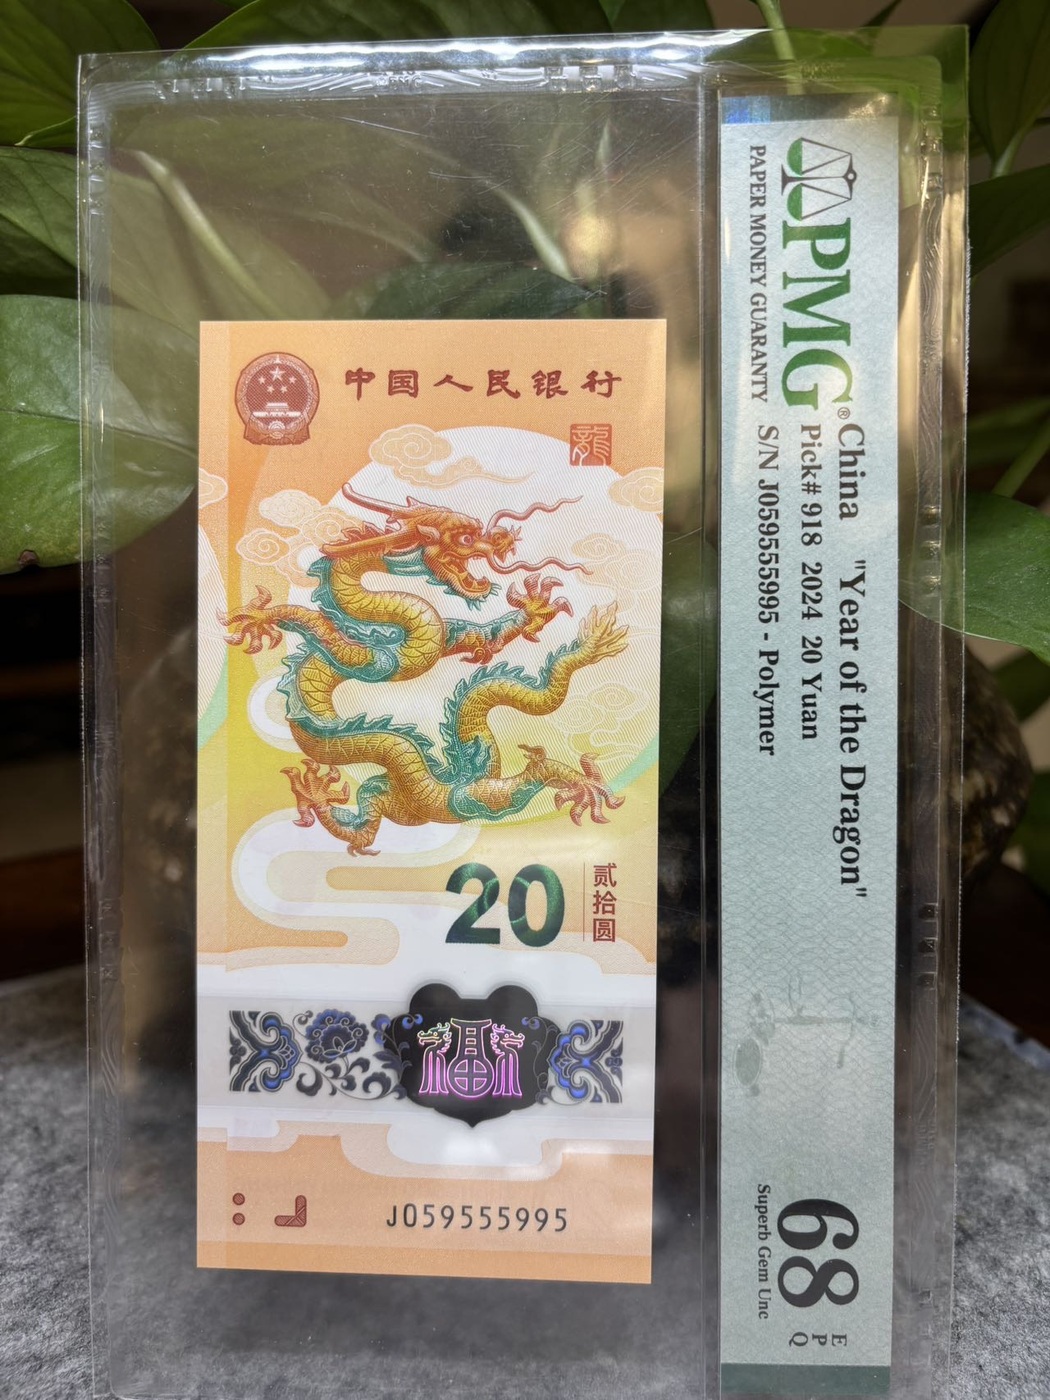 中国人民银行
龍
20
贰拾圆
J059555995
PMG®
PAPER MONEY GUARANTY
China "Year of the Dragon"
Pick# 918 2024 20 Yuan
S/N J059555995 - Polymer
68 EPQ
Superb Gem Unc